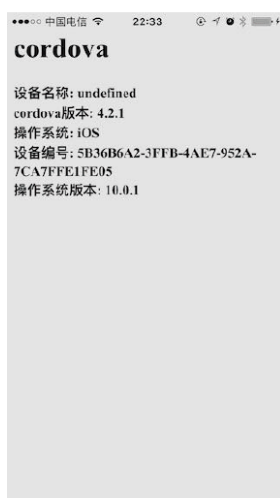 中国电信 22:33
cordova
设备名称: undefined
cordova版本: 4.2.1
操作系统: iOS
设备编号: 5B36B6A2-3FFB-4AE7-952A-
7CA7FFE1FE05
操作系统版本: 10.0.1